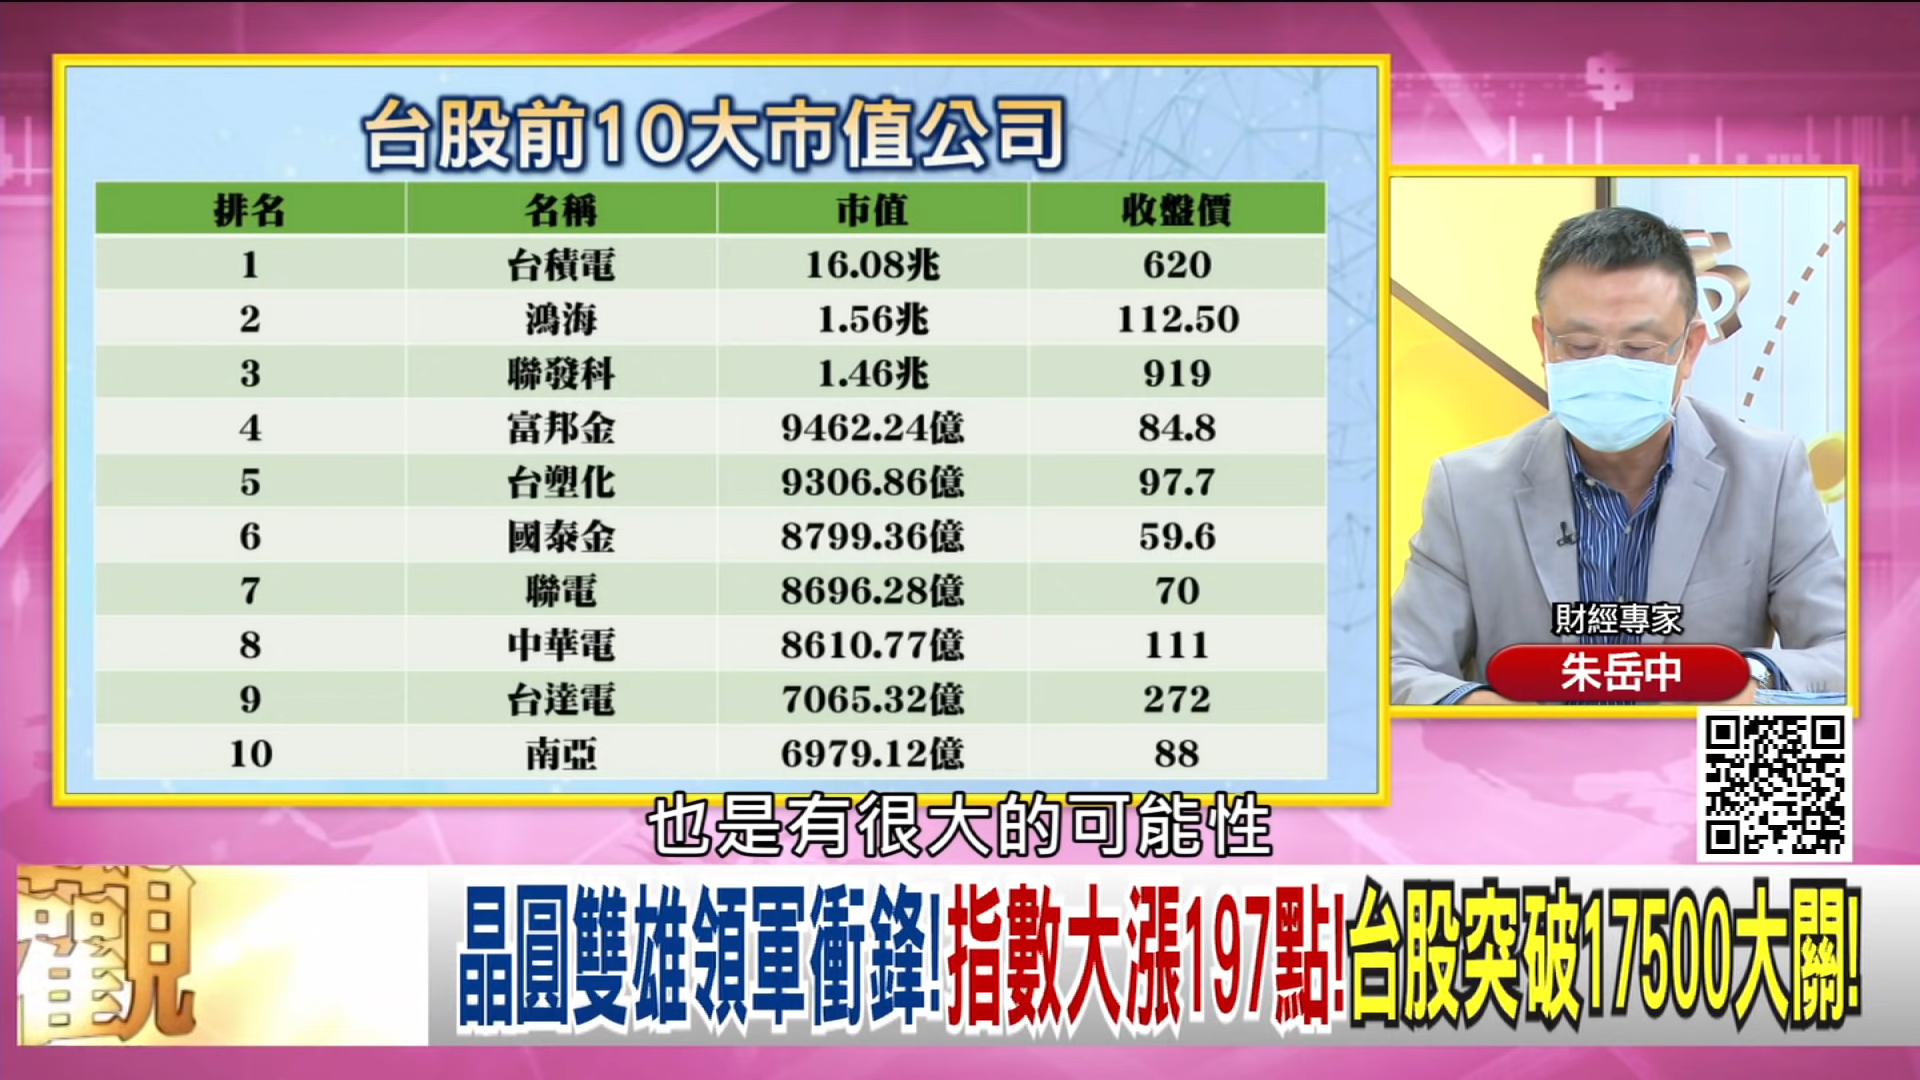 台股前10大市值公司
排名 名稱 市值 收盤價
1 台積電 16.08兆 620
2 鴻海 1.56兆 112.50
3 聯發科 1.46兆 919
4 富邦金 9462.24億 84.8
5 台塑化 9306.86億 97.7
6 國泰金 8799.36億 59.6
7 聯電 8696.28億 70
8 中華電 8610.77億 111
9 台達電 7065.32億 272
10 南亞 6979.12億 88
財經專家
朱岳中
也是有很大的可能性
觀
晶圓雙雄領軍衝鋒!指數大漲197點!台股突破17500大關!